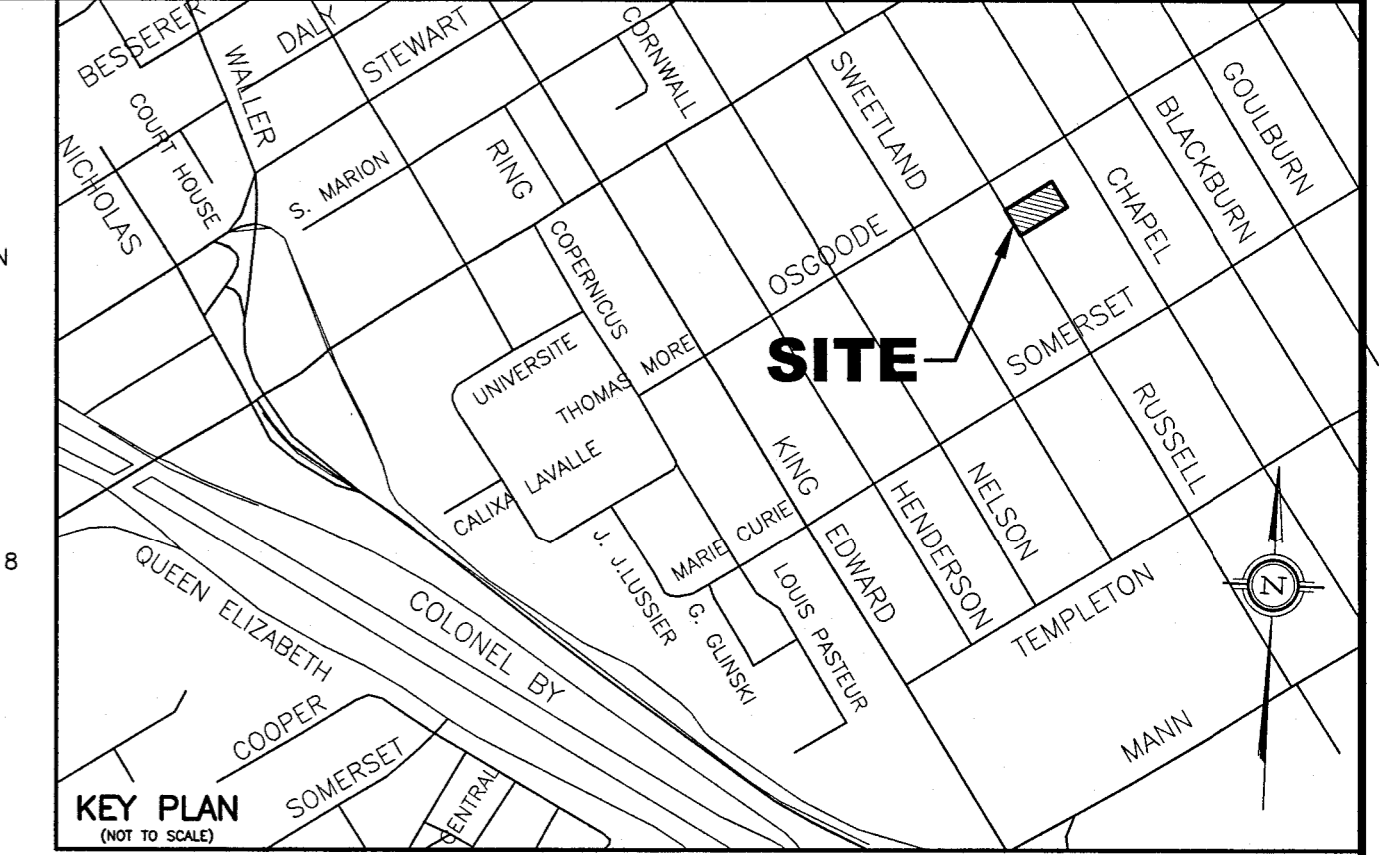 BESSERER
DALY
STEWART
CORNWALL
WALLER
COURT HOUSE
NICHOLAS
S. MARION
RING
SWEETLAND
GOULBURN
BLACKBURN
CHAPEL
COPERNICUS
OSGOODE
N
UNIVERSITE
THOMAS MORE
SITE
SOMERSET
CALIXA LAVALLE
KING EDWARD
NELSON
HENDERSON
RUSSELL
J. J.LUSSIER
MARIE CURIE
G. GLINSKI
LOUIS PASTEUR
TEMPLETON
N
8
QUEEN ELIZABETH
COLONEL BY
COOPER
SOMERSET
CENTRAL
MANN
KEY PLAN
(NOT TO SCALE)